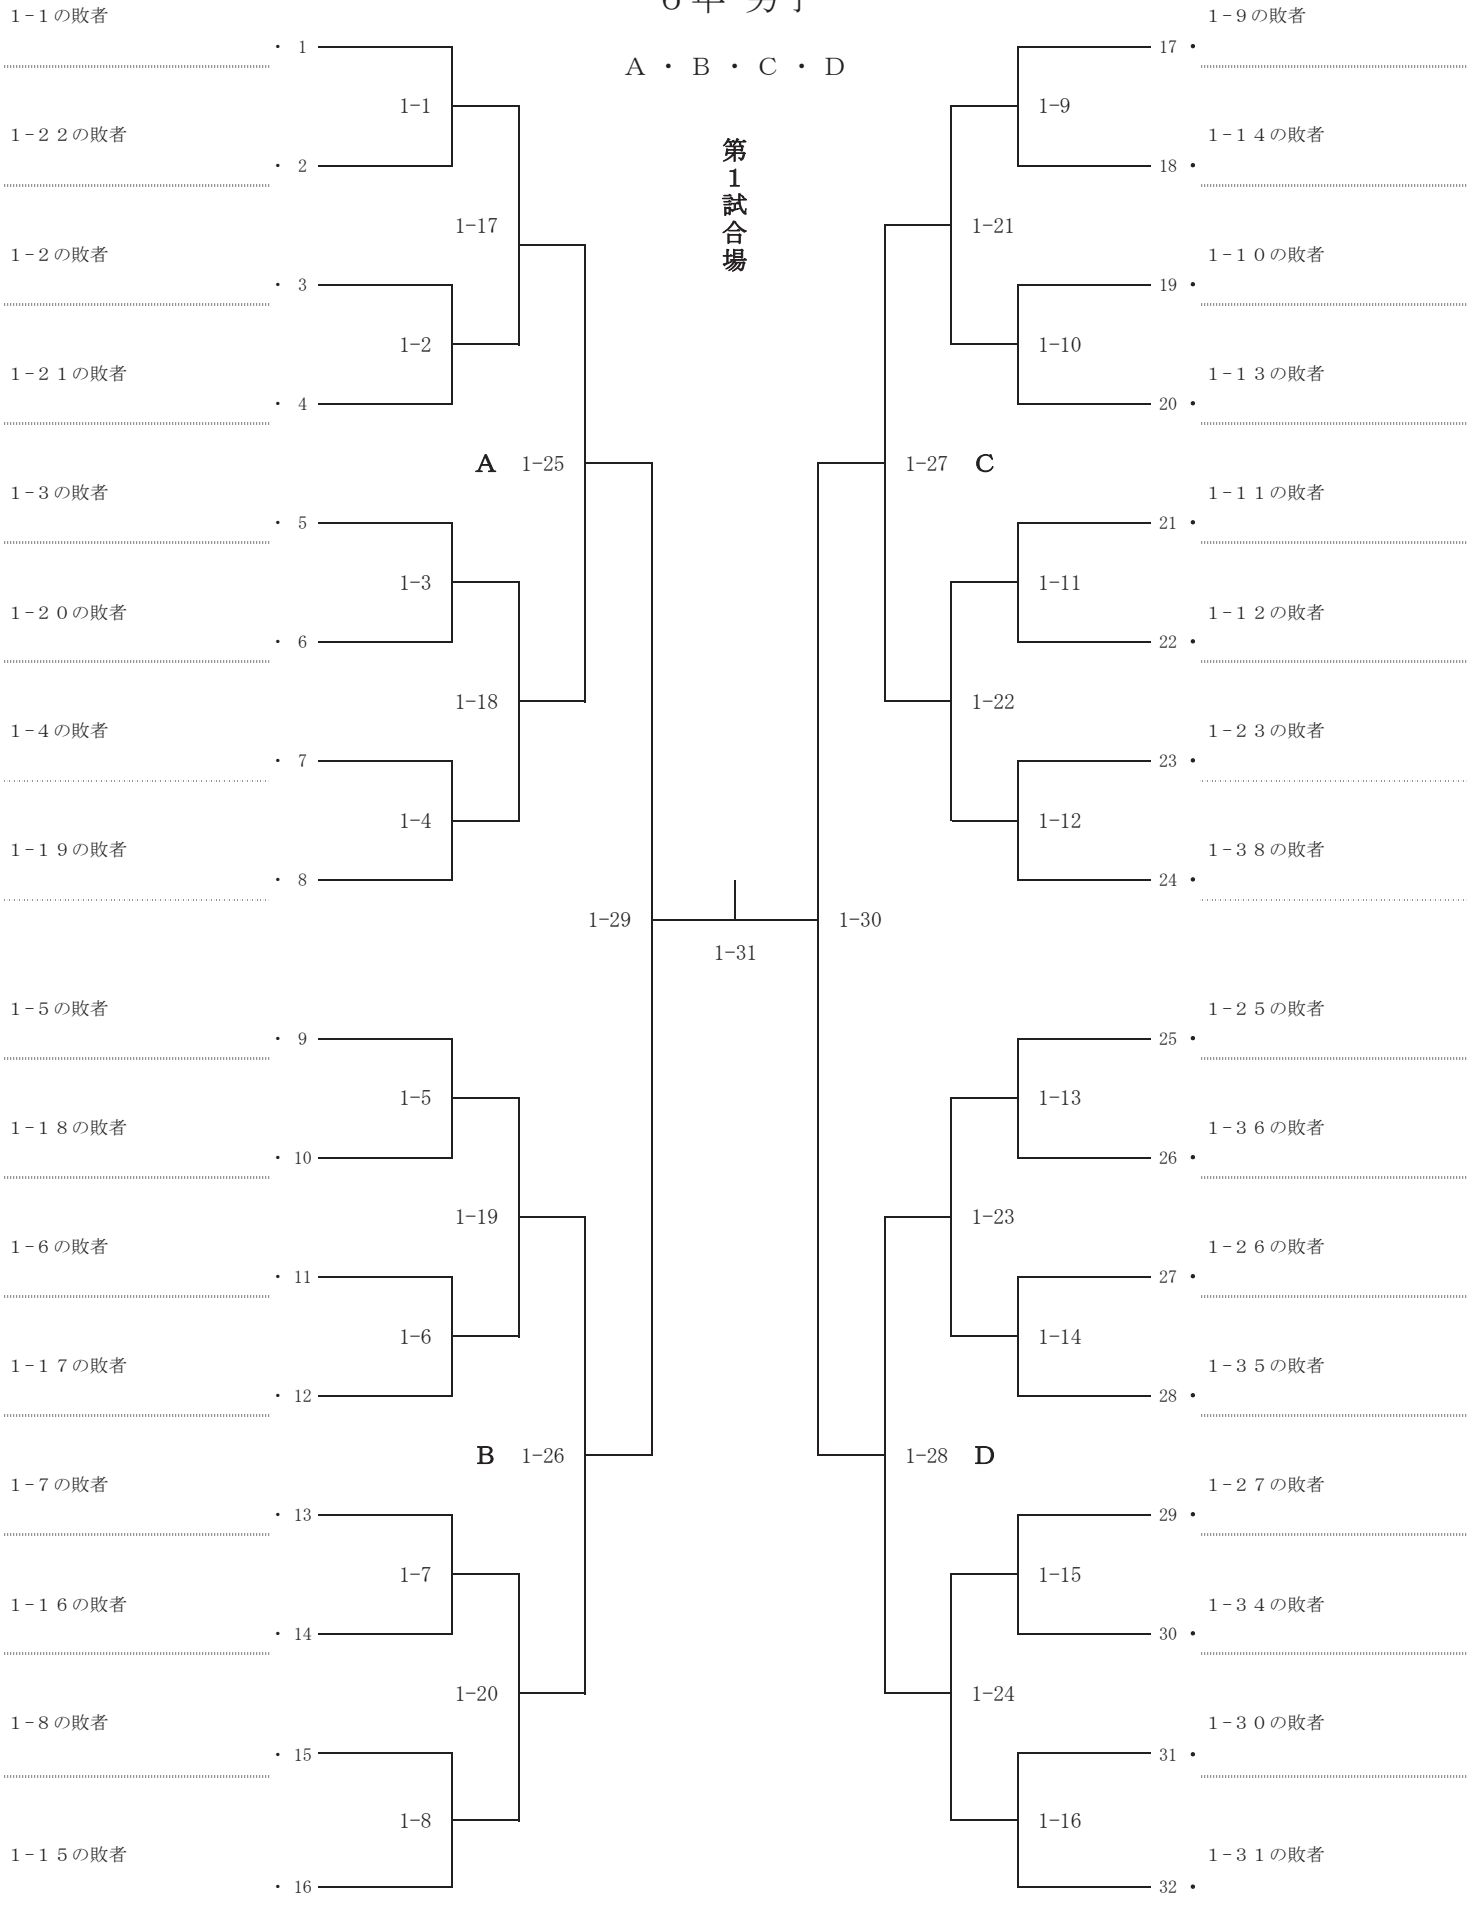 6年 男子
A・B・C・D
第1試合場
1-1の敗者
・ 1
1-1
1-22の敗者
・ 2
1-17
1-2の敗者
・ 3
1-2
1-21の敗者
・ 4
A 1-25
1-3の敗者
・ 5
1-3
1-20の敗者
・ 6
1-18
1-4の敗者
・ 7
1-4
1-19の敗者
・ 8
1-29
1-31
1-5の敗者
・ 9
1-5
1-18の敗者
・ 10
1-19
1-6の敗者
・ 11
1-6
1-17の敗者
・ 12
B 1-26
1-7の敗者
・ 13
1-7
1-16の敗者
・ 14
1-20
1-8の敗者
・ 15
1-8
1-15の敗者
・ 16
1-9の敗者
17 ・
1-9
1-14の敗者
18 ・
1-21
1-10の敗者
19 ・
1-10
1-13の敗者
20 ・
1-27 C
1-11の敗者
21 ・
1-11
1-12の敗者
22 ・
1-22
1-23の敗者
23 ・
1-12
1-38の敗者
24 ・
1-30
1-25の敗者
25 ・
1-13
1-36の敗者
26 ・
1-23
1-26の敗者
27 ・
1-14
1-35の敗者
28 ・
1-28 D
1-27の敗者
29 ・
1-15
1-34の敗者
30 ・
1-24
1-30の敗者
31 ・
1-16
1-31の敗者
32 ・